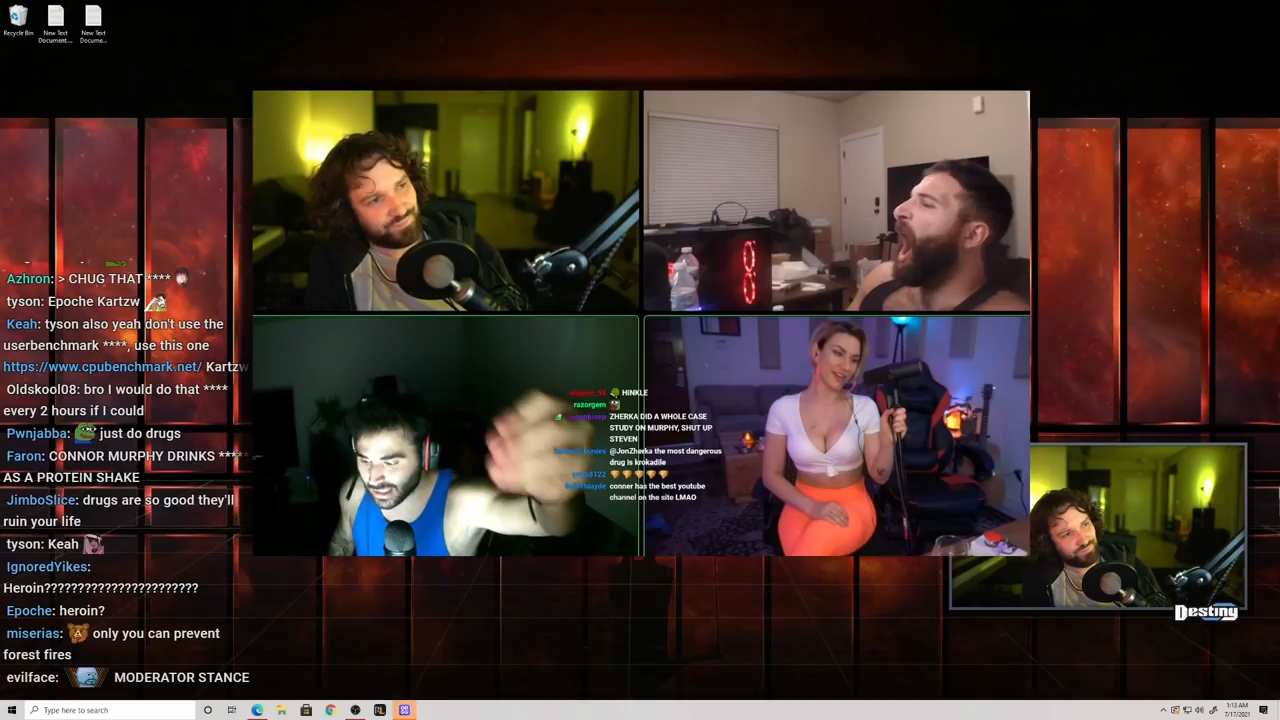 Recycle Bin
New Text
Document...
New Text
Docume...
Azhron: > CHUG THAT ****
tyson: Epoche Kartzw
Keah: tyson also yeah don't use the
userbenchmark ****, use this one
https://www.cpubenchmark.net/ Kartzw
Oldskool08: bro I would do that ****
every 2 hours if I could
Pwnjabba: just do drugs
Faron: CONNOR MURPHY DRINKS ****
AS A PROTEIN SHAKE
JimboSlice: drugs are so good they'll
ruin your life
tyson: Keah
IgnoredYikes:
Heroin???????????????????????
Epoche: heroin?
miserias: only you can prevent
forest fires
evilface: MODERATOR STANCE
HINKLE
razorgem
ZHERKA DID A WHOLE CASE
STUDY ON MURPHY, SHUT UP
STEVEN
@JonZherka the most dangerous
drug is krokadile
conner has the best youtube
channel on the site LMAO
Destiny
Type here to search
1:13 AM
7/17/2021